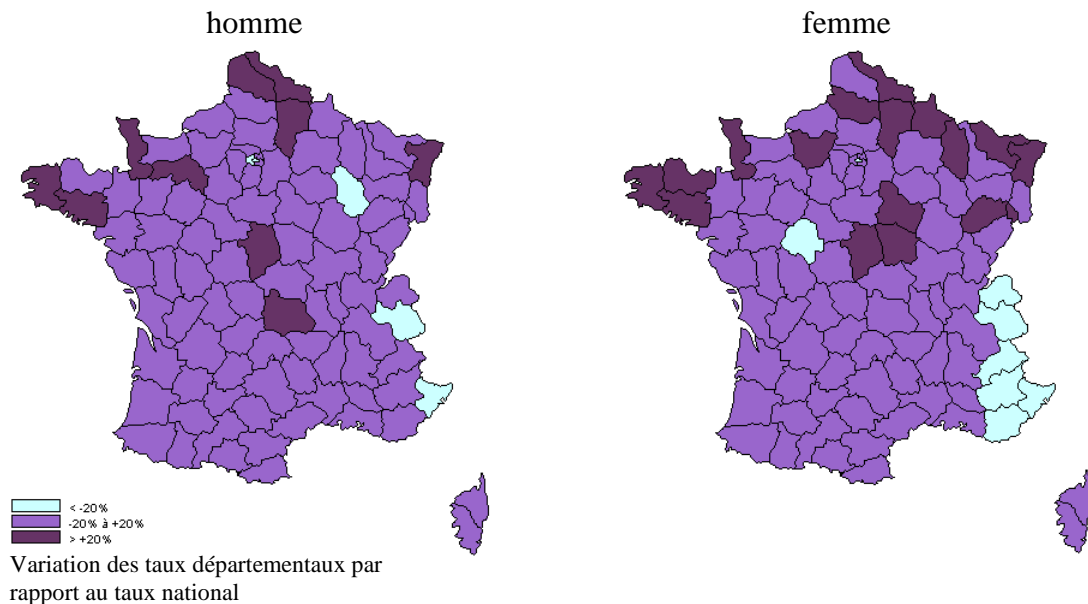 homme
femme
< -20%
-20% à +20%
> +20%
Variation des taux départementaux par
rapport au taux national